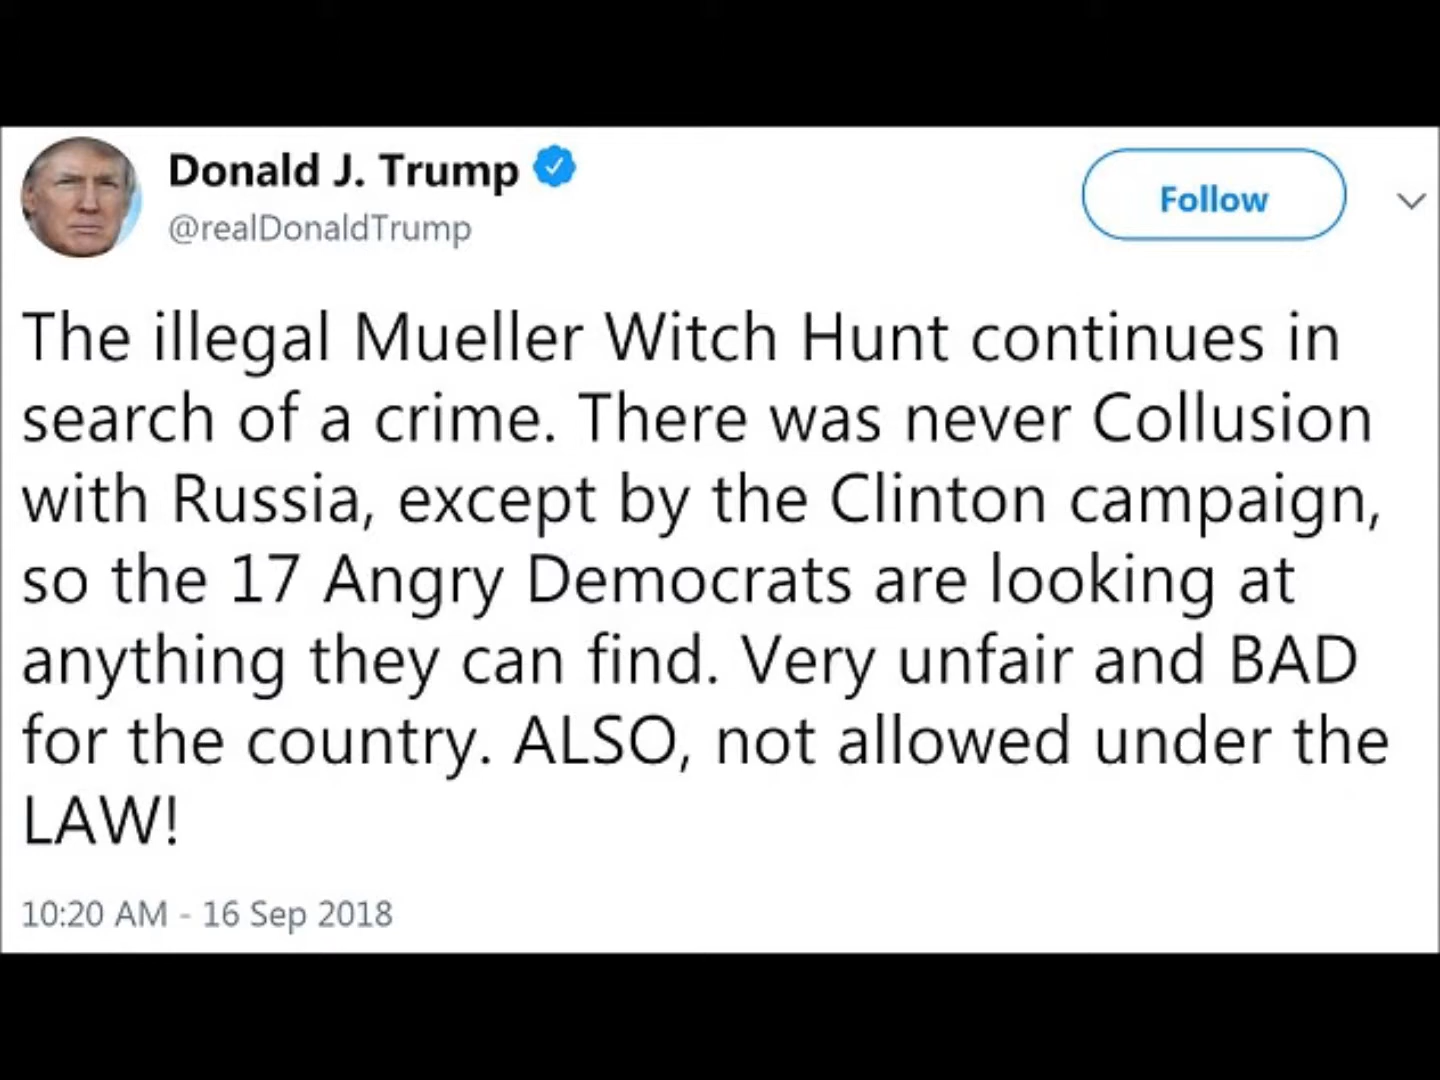 Donald J. Trump
@realDonaldTrump
Follow
The illegal Mueller Witch Hunt continues in
search of a crime. There was never Collusion
with Russia, except by the Clinton campaign,
so the 17 Angry Democrats are looking at
anything they can find. Very unfair and BAD
for the country. ALSO, not allowed under the
LAW!
10:20 AM - 16 Sep 2018